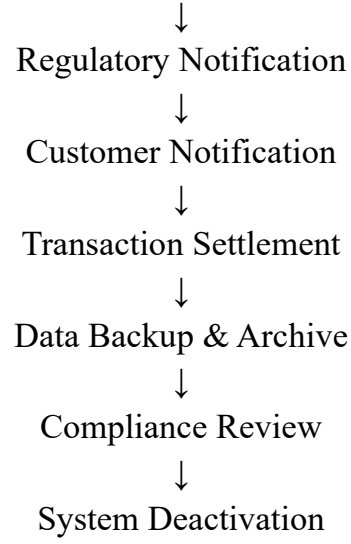 ↓
Regulatory Notification
↓
Customer Notification
↓
Transaction Settlement
↓
Data Backup & Archive
↓
Compliance Review
↓
System Deactivation